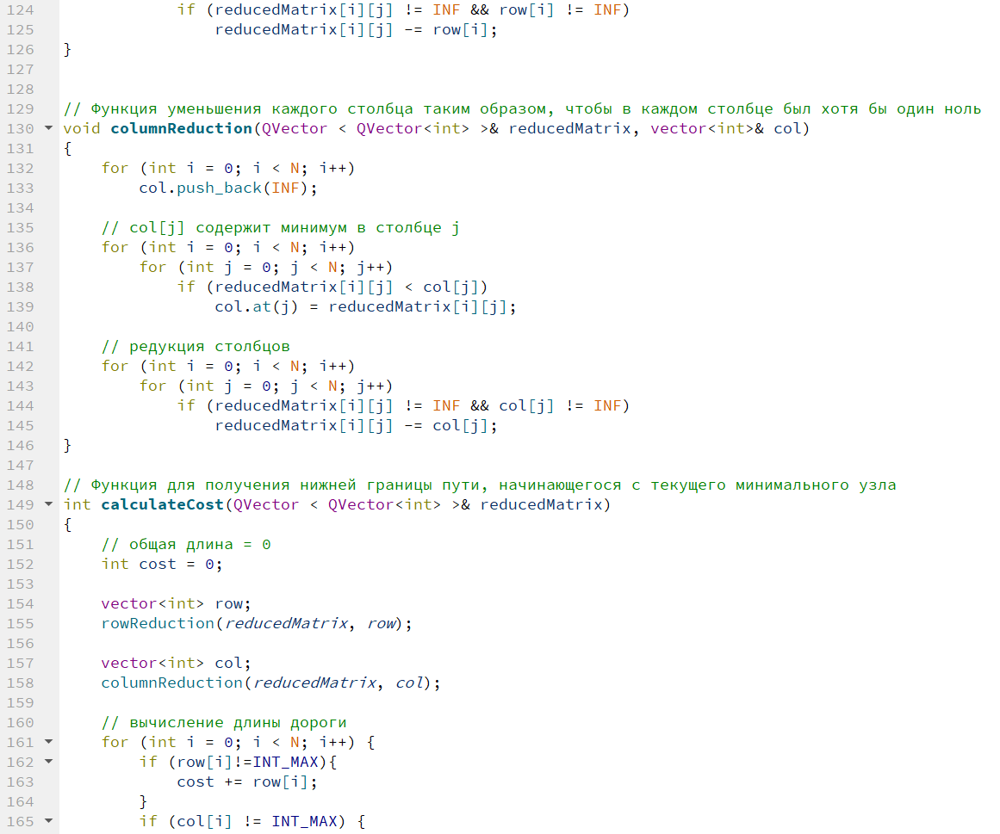 124             if (reducedMatrix[i][j] != INF && row[i] != INF)
125                 reducedMatrix[i][j] -= row[i];
126 }
127
128
129 // Функция уменьшения каждого столбца таким образом, чтобы в каждом столбце был хотя бы один ноль
130 void columnReduction(QVector < QVector<int> >& reducedMatrix, vector<int>& col)
131 {
132     for (int i = 0; i < N; i++)
133         col.push_back(INF);
134
135     // col[j] содержит минимум в столбце j
136     for (int i = 0; i < N; i++)
137         for (int j = 0; j < N; j++)
138             if (reducedMatrix[i][j] < col[j])
139                 col.at(j) = reducedMatrix[i][j];
140
141     // редукция столбцов
142     for (int i = 0; i < N; i++)
143         for (int j = 0; j < N; j++)
144             if (reducedMatrix[i][j] != INF && col[j] != INF)
145                 reducedMatrix[i][j] -= col[j];
146 }
147
148 // Функция для получения нижней границы пути, начинающегося с текущего минимального узла
149 int calculateCost(QVector < QVector<int> >& reducedMatrix)
150 {
151     // общая длина = 0
152     int cost = 0;
153
154     vector<int> row;
155     rowReduction(reducedMatrix, row);
156
157     vector<int> col;
158     columnReduction(reducedMatrix, col);
159
160     // вычисление длины дороги
161     for (int i = 0; i < N; i++) {
162         if (row[i]!=INT_MAX){
163             cost += row[i];
164         }
165         if (col[i] != INT_MAX) {